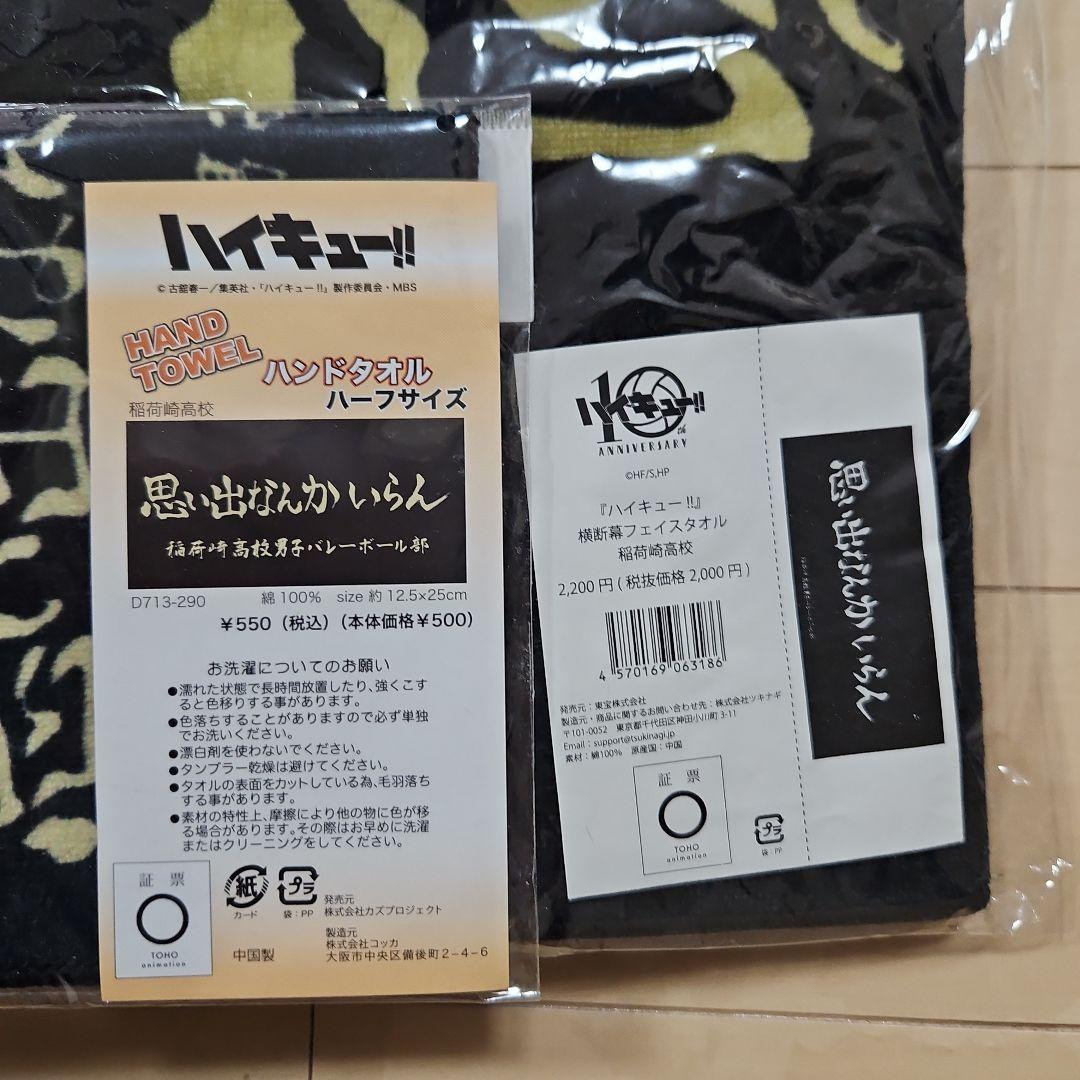 ハイキュー!!
©古舘春一／集英社・「ハイキュー!!」製作委員会・MBS
HAND
TOWEL
ハンドタオル
ハーフサイズ
稲荷崎高校
思い出なんかいらん
稲荷崎高校男子バレーボール部
D713-290 綿100% size 約12.5×25cm
¥550（税込）（本体価格¥500）
お洗濯についてのお願い
●濡れた状態で長時間放置したり、強くこす
ると色移りする事があります。
●色落ちすることがありますので必ず単独
でお洗いください。
●漂白剤を使わないでください。
●タンブラー乾燥は避けてください。
●タオルの表面をカットしている為、毛羽落ち
する事があります。
●素材の特性上、摩擦により他の物に色が移
る場合があります。その際はお早めに洗濯
またはクリーニングをしてください。
証票
TOHO
animation
紙
カード
プラ
袋：PP
発売元
株式会社カズプロジェクト
製造元
株式会社コッカ
大阪市中央区備後町2-4-6
中国製
ハイキュー!!
10th
ANNIVERSARY
©HF/S,HP
『ハイキュー!!』
横断幕フェイスタオル
稲荷崎高校
2,200円(税抜価格 2,000円)
4 570169 063186
発売元：東宝株式会社
製造元・商品に関するお問い合わせ先：株式会社ツキナギ
〒101-0052 東京都千代田区神田小川町 3-11
Email：support@tsukinagi.jp
素材：綿100% 原産国：中国
証票
TOHO
animation
プラ
袋：PP
思い出なんかいらん